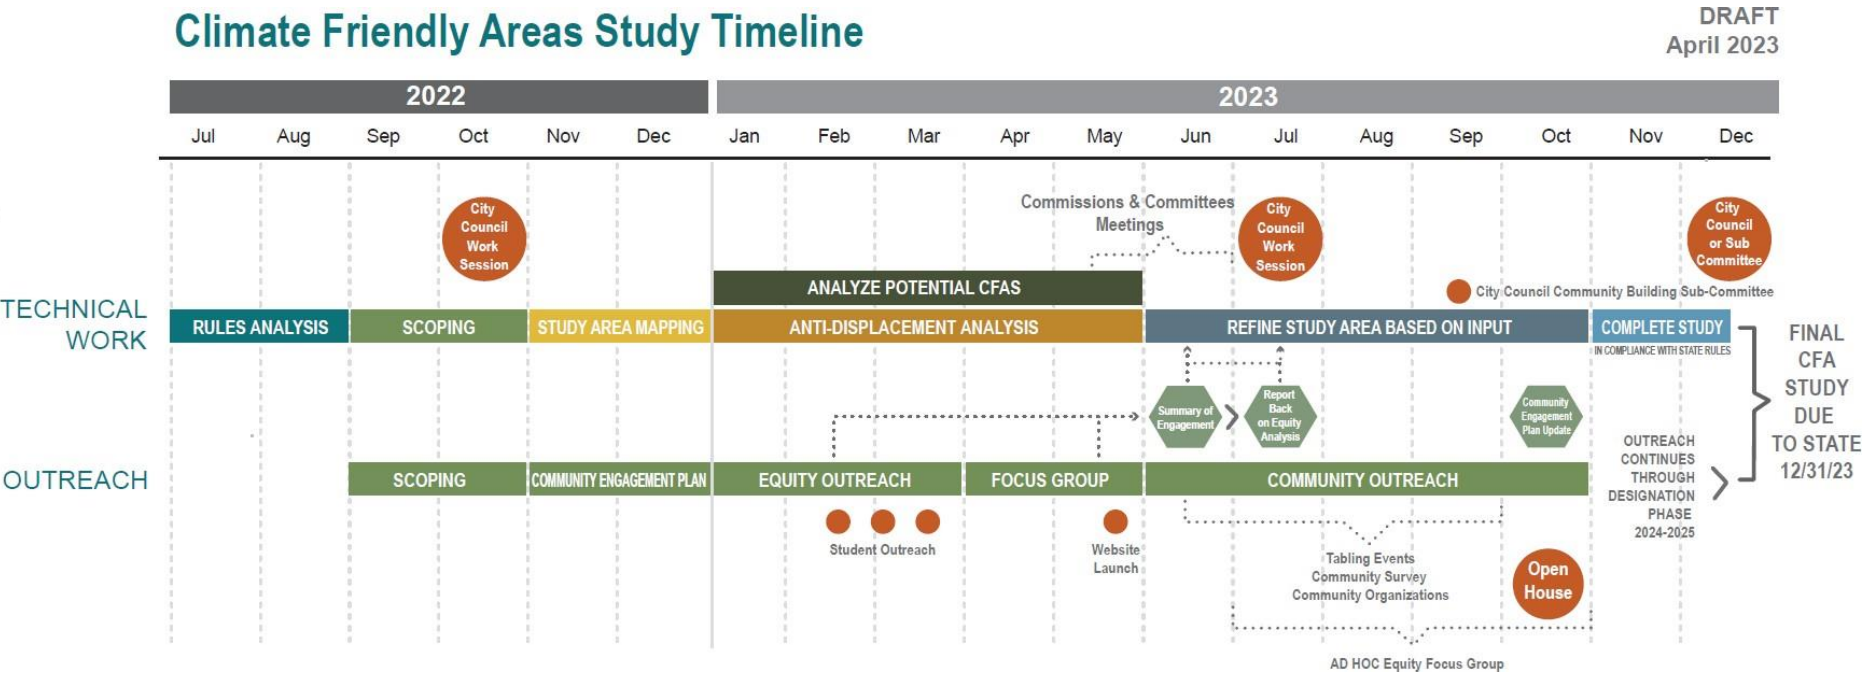 Climate Friendly Areas Study Timeline
DRAFT
April 2023
2022
2023
Jul Aug Sep Oct Nov Dec Jan Feb Mar Apr May Jun Jul Aug Sep Oct Nov Dec
City
Council
Work
Session
Commissions & Committees
Meetings
City
Council
Work
Session
City
Council
or Sub
Committee
City Council Community Building Sub-Committee
ANALYZE POTENTIAL CFAS
TECHNICAL
WORK
RULES ANALYSIS
SCOPING
STUDY AREA MAPPING
ANTI-DISPLACEMENT ANALYSIS
REFINE STUDY AREA BASED ON INPUT
COMPLETE STUDY
IN COMPLIANCE WITH STATE RULES
FINAL
CFA
STUDY
DUE
TO STATE
12/31/23
Summary of
Engagement
Report
Back
on Equity
Analysis
Community
Engagement
Plan Update
OUTREACH
SCOPING
COMMUNITY ENGAGEMENT PLAN
EQUITY OUTREACH
FOCUS GROUP
COMMUNITY OUTREACH
OUTREACH
CONTINUES
THROUGH
DESIGNATION
PHASE
2024-2025
Student Outreach
Website
Launch
Tabling Events
Community Survey
Community Organizations
Open
House
AD HOC Equity Focus Group